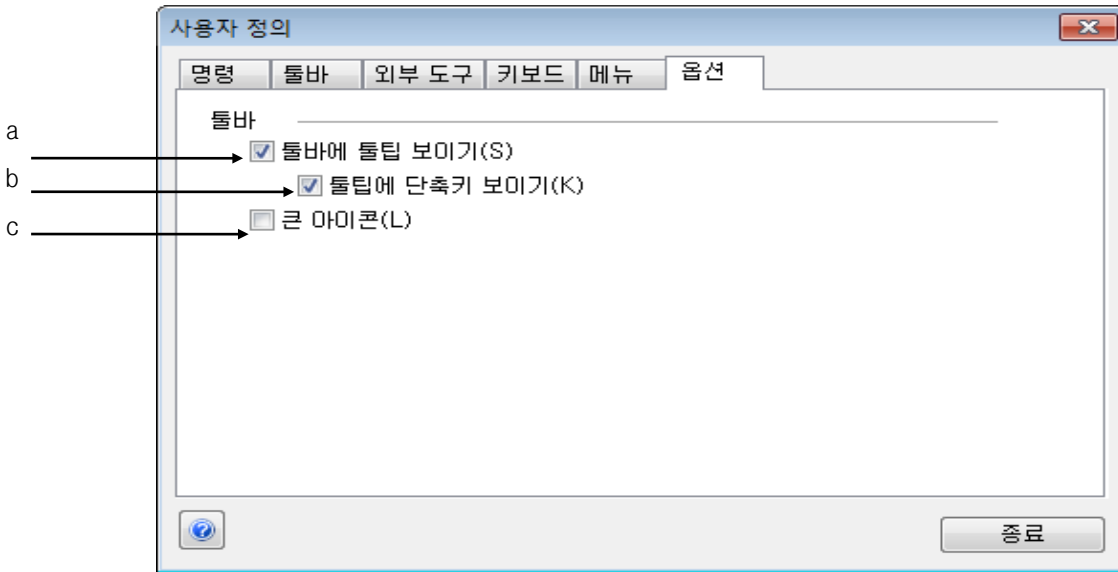 사용자 정의
명령 툴바 외부 도구 키보드 메뉴 옵션
툴바
a 툴바에 툴팁 보이기(S)
b 툴팁에 단축키 보이기(K)
c 큰 아이콘(L)
종료